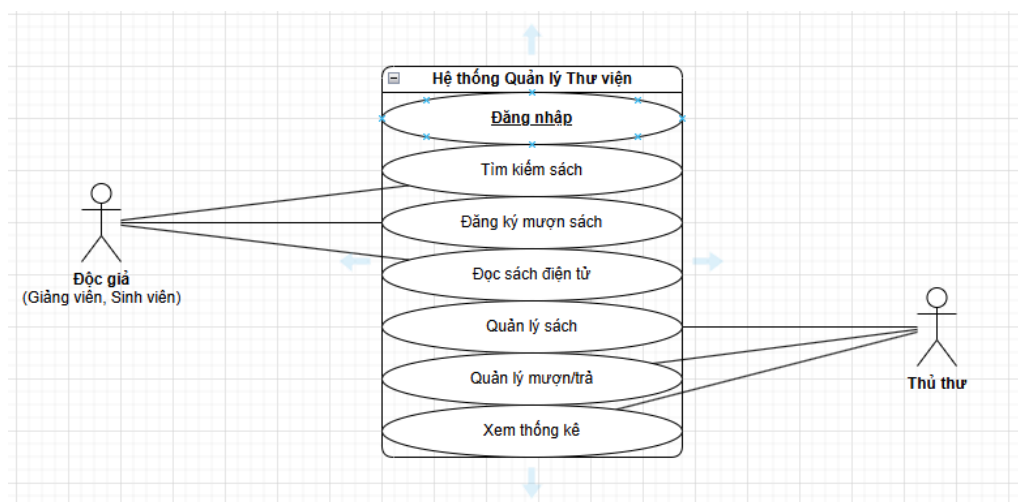 Hệ thống Quản lý Thư viện
Đăng nhập
Tìm kiếm sách
Đăng ký mượn sách
Đọc sách điện tử
Quản lý sách
Quản lý mượn/trả
Xem thống kê
Độc giả
(Giảng viên, Sinh viên)
Thủ thư